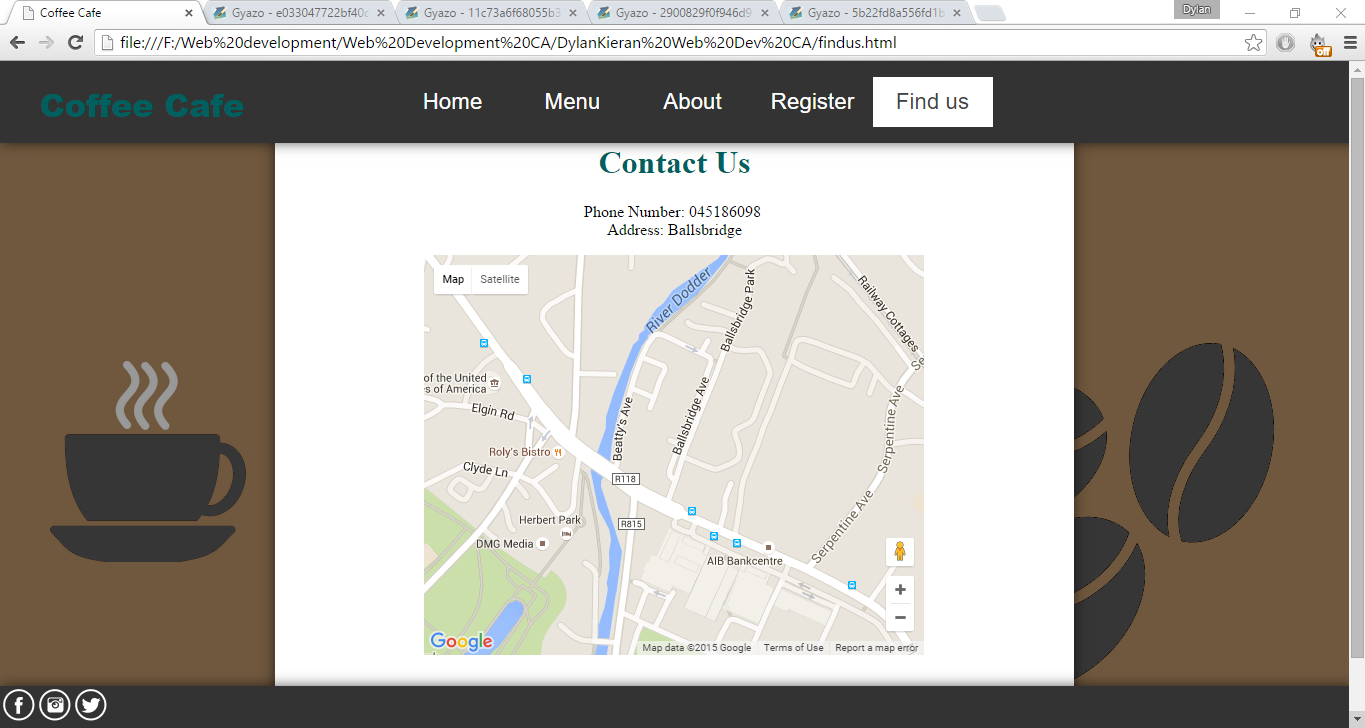 Coffee Cafe
Gyazo - e033047722bf40c
Gyazo - 11c73a6f68055b3
Gyazo - 2900829f0f946d9
Gyazo - 5b22fd8a556fd1b
Dylan
file:///F:/Web%20development/Web%20Development%20CA/DylanKieran%20Web%20Dev%20CA/findus.html
off
Coffee Cafe
Home
Menu
About
Register
Find us
Contact Us
Phone Number: 045186098
Address: Ballsbridge
Map
Satellite
River Dodder
Ballsbridge Park
Railway Cottages
of the United
s of America
Elgin Rd
Beatty's Ave
Ballsbridge Ave
Serpentine Ave
Roly's Bistro
Clyde Ln
R118
Herbert Park
R815
DMG Media
Serpentine Ave
AIB Bankcentre
Google
Map data ©2015 Google
Terms of Use
Report a map error